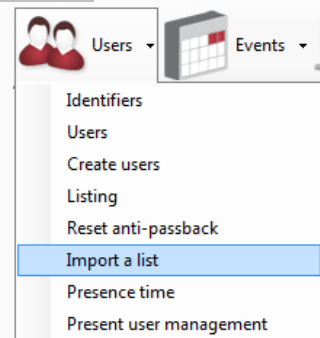 Users Events
Identifiers
Users
Create users
Listing
Reset anti-passback
Import a list
Presence time
Present user management